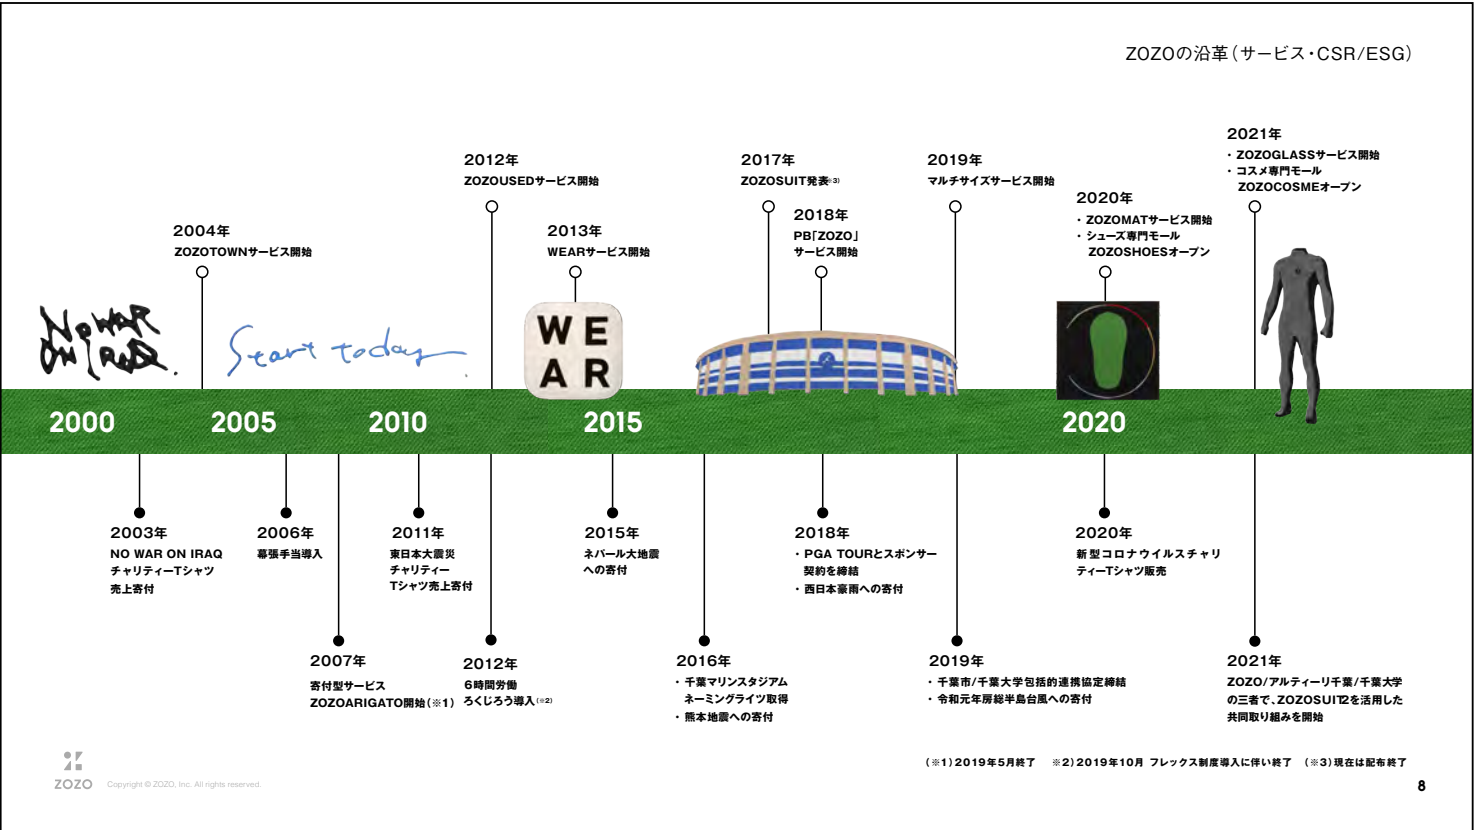 ZOZOの沿革（サービス・CSR/ESG）
2004年
ZOZOTOWNサービス開始
2012年
ZOZOUSEDサービス開始
2013年
WEARサービス開始
2017年
ZOZOSUIT発表※3)
2018年
PB「ZOZO」
サービス開始
2019年
マルチサイズサービス開始
2020年
・ZOZOMATサービス開始
・シューズ専門モール
ZOZOSHOESオープン
2021年
・ZOZOGLASSサービス開始
・コスメ専門モール
ZOZOCOSMEオープン
NO WAR
ON IRAQ.
Start today.
WE
AR
2000
2005
2010
2015
2020
2003年
NO WAR ON IRAQ
チャリティーTシャツ
売上寄付
2006年
幕張手当導入
2007年
寄付型サービス
ZOZOARIGATO開始（※1）
2011年
東日本大震災
チャリティー
Tシャツ売上寄付
2012年
6時間労働
ろくじろう導入（※2）
2015年
ネパール大地震
への寄付
2016年
・千葉マリンスタジアム
ネーミングライツ取得
・熊本地震への寄付
2018年
・PGA TOURとスポンサー
契約を締結
・西日本豪雨への寄付
2019年
・千葉市/千葉大学包括的連携協定締結
・令和元年房総半島台風への寄付
2020年
新型コロナウイルスチャリ
ティーTシャツ販売
2021年
ZOZO/アルティーリ千葉/千葉大学
の三者で、ZOZOSUIT2を活用した
共同取り組みを開始
（※1）2019年5月終了　※2）2019年10月 フレックス制度導入に伴い終了　（※3）現在は配布終了
ZOZO
Copyright © ZOZO, Inc. All rights reserved.
8